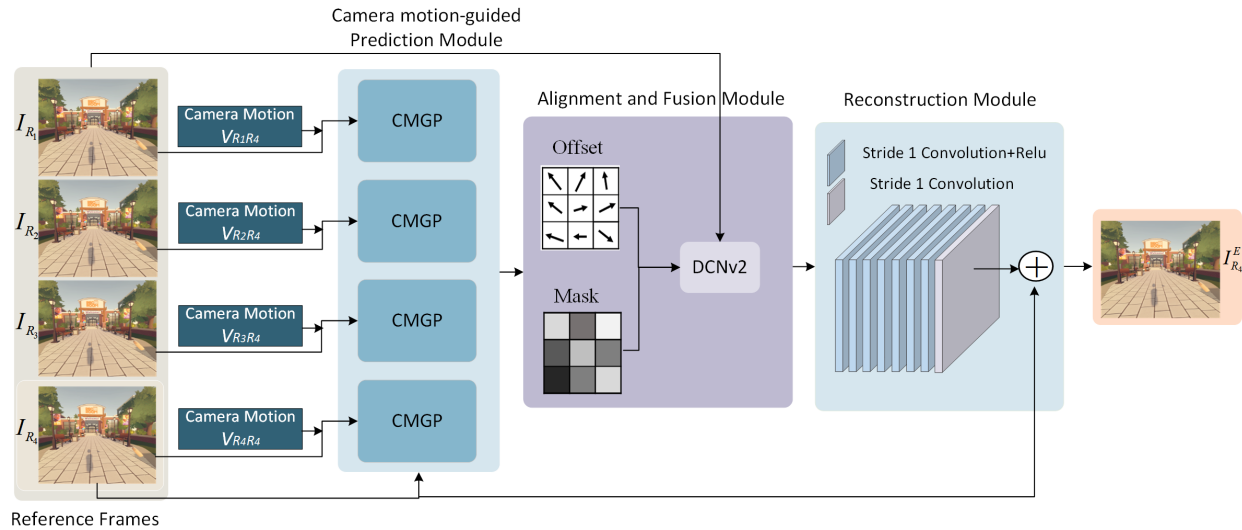 Camera motion-guided
Prediction Module
I_{R_1}
Camera Motion
V_{R1R4}
CMGP
I_{R_2}
Camera Motion
V_{R2R4}
CMGP
I_{R_3}
Camera Motion
V_{R3R4}
CMGP
I_{R_4}
Camera Motion
V_{R4R4}
CMGP
Reference Frames
Alignment and Fusion Module
Offset
Mask
DCNv2
Reconstruction Module
Stride 1 Convolution+Relu
Stride 1 Convolution
I_{R_4}^{E}